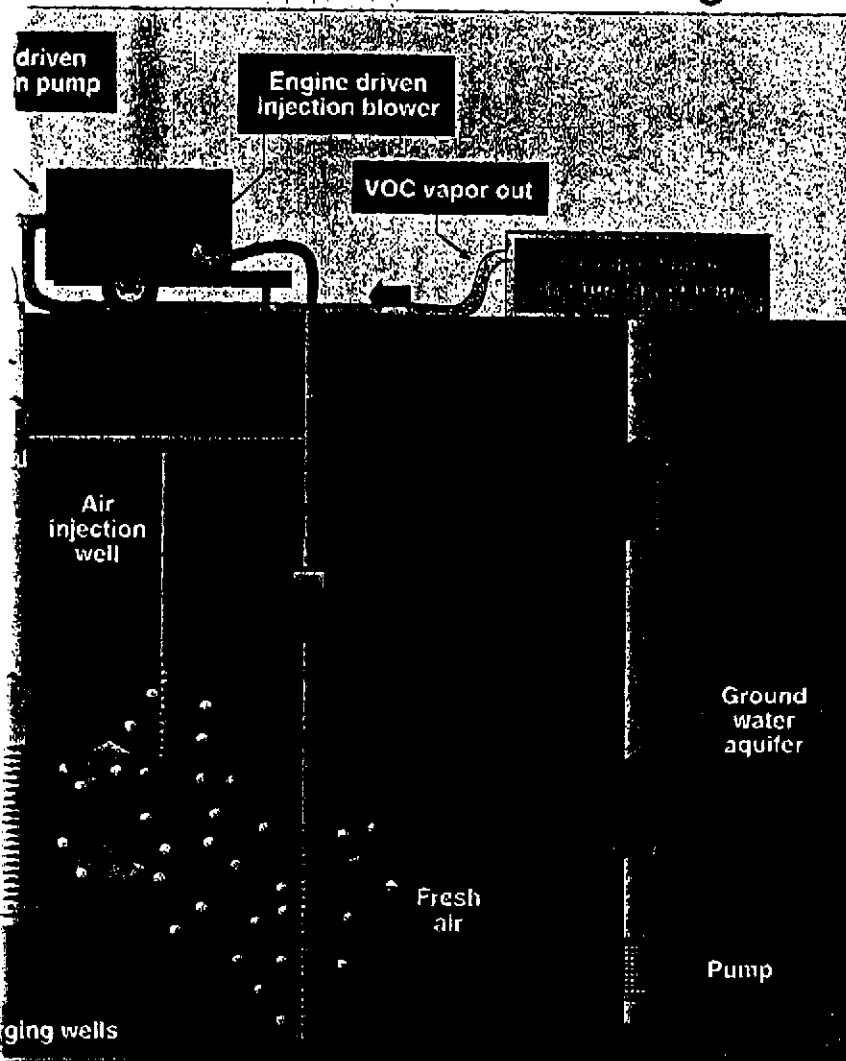 driven
n pump
Engine driven
injection blower
VOC vapor out
Air
injection
well
Ground
water
aquifer
Fresh
air
Pump
ging wells